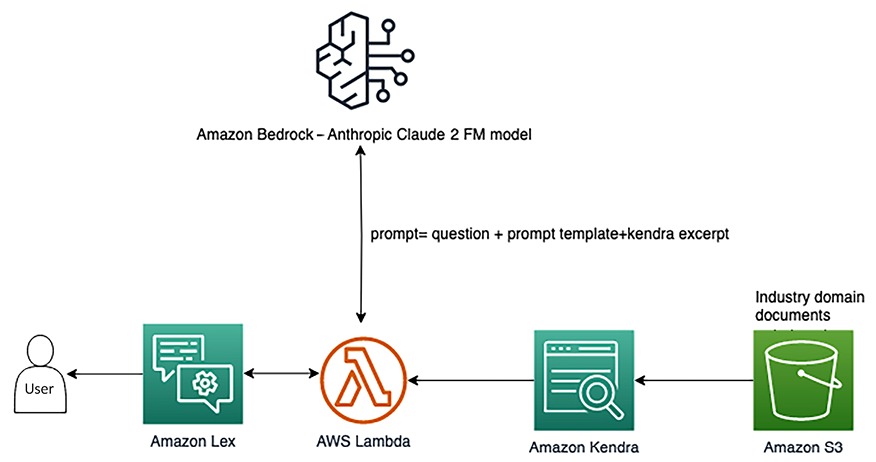 Amazon Bedrock – Anthropic Claude 2 FM model
prompt= question + prompt template+kendra excerpt
Industry domain
documents
User
Amazon Lex
AWS Lambda
Amazon Kendra
Amazon S3